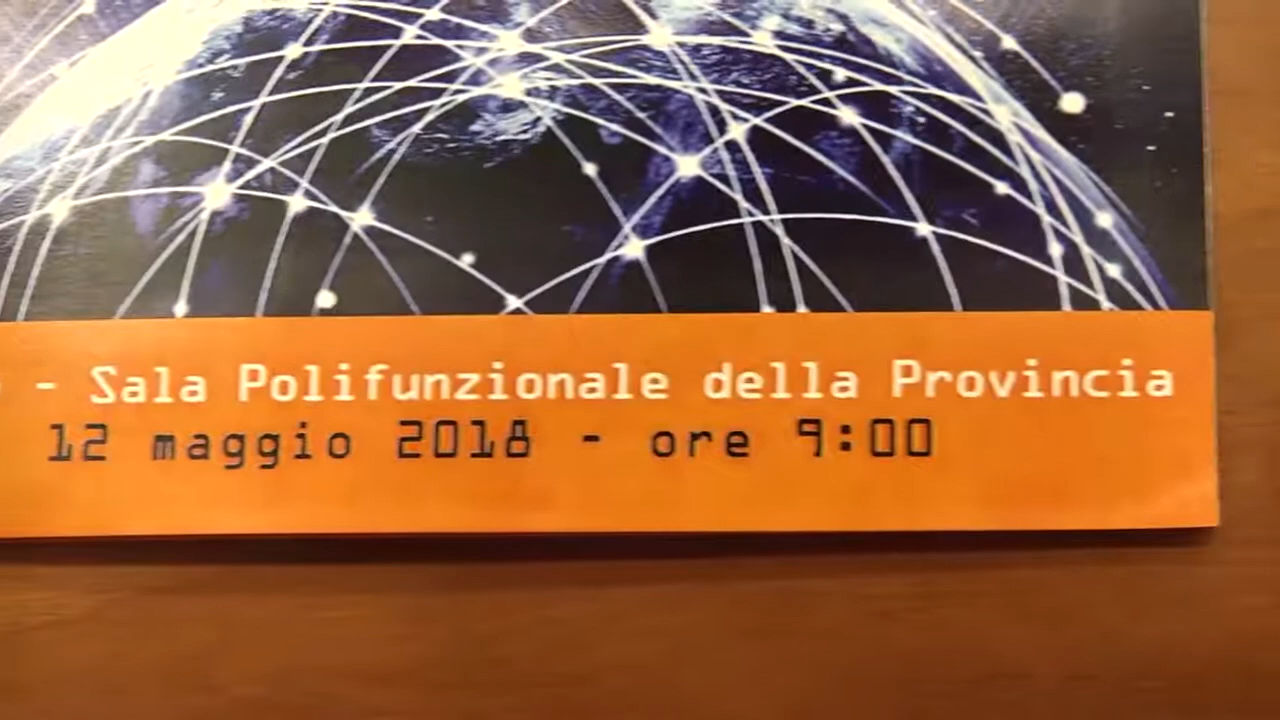 - Sala Polifunzionale della Provincia
12 maggio 2018 - ore 9:00